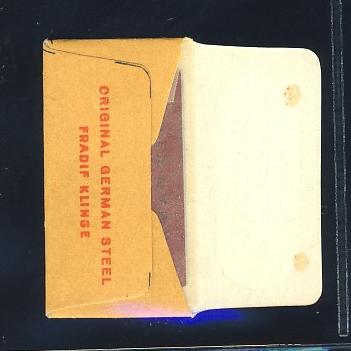 ORIGINAL GERMAN STEEL
FRADIF KLINGE